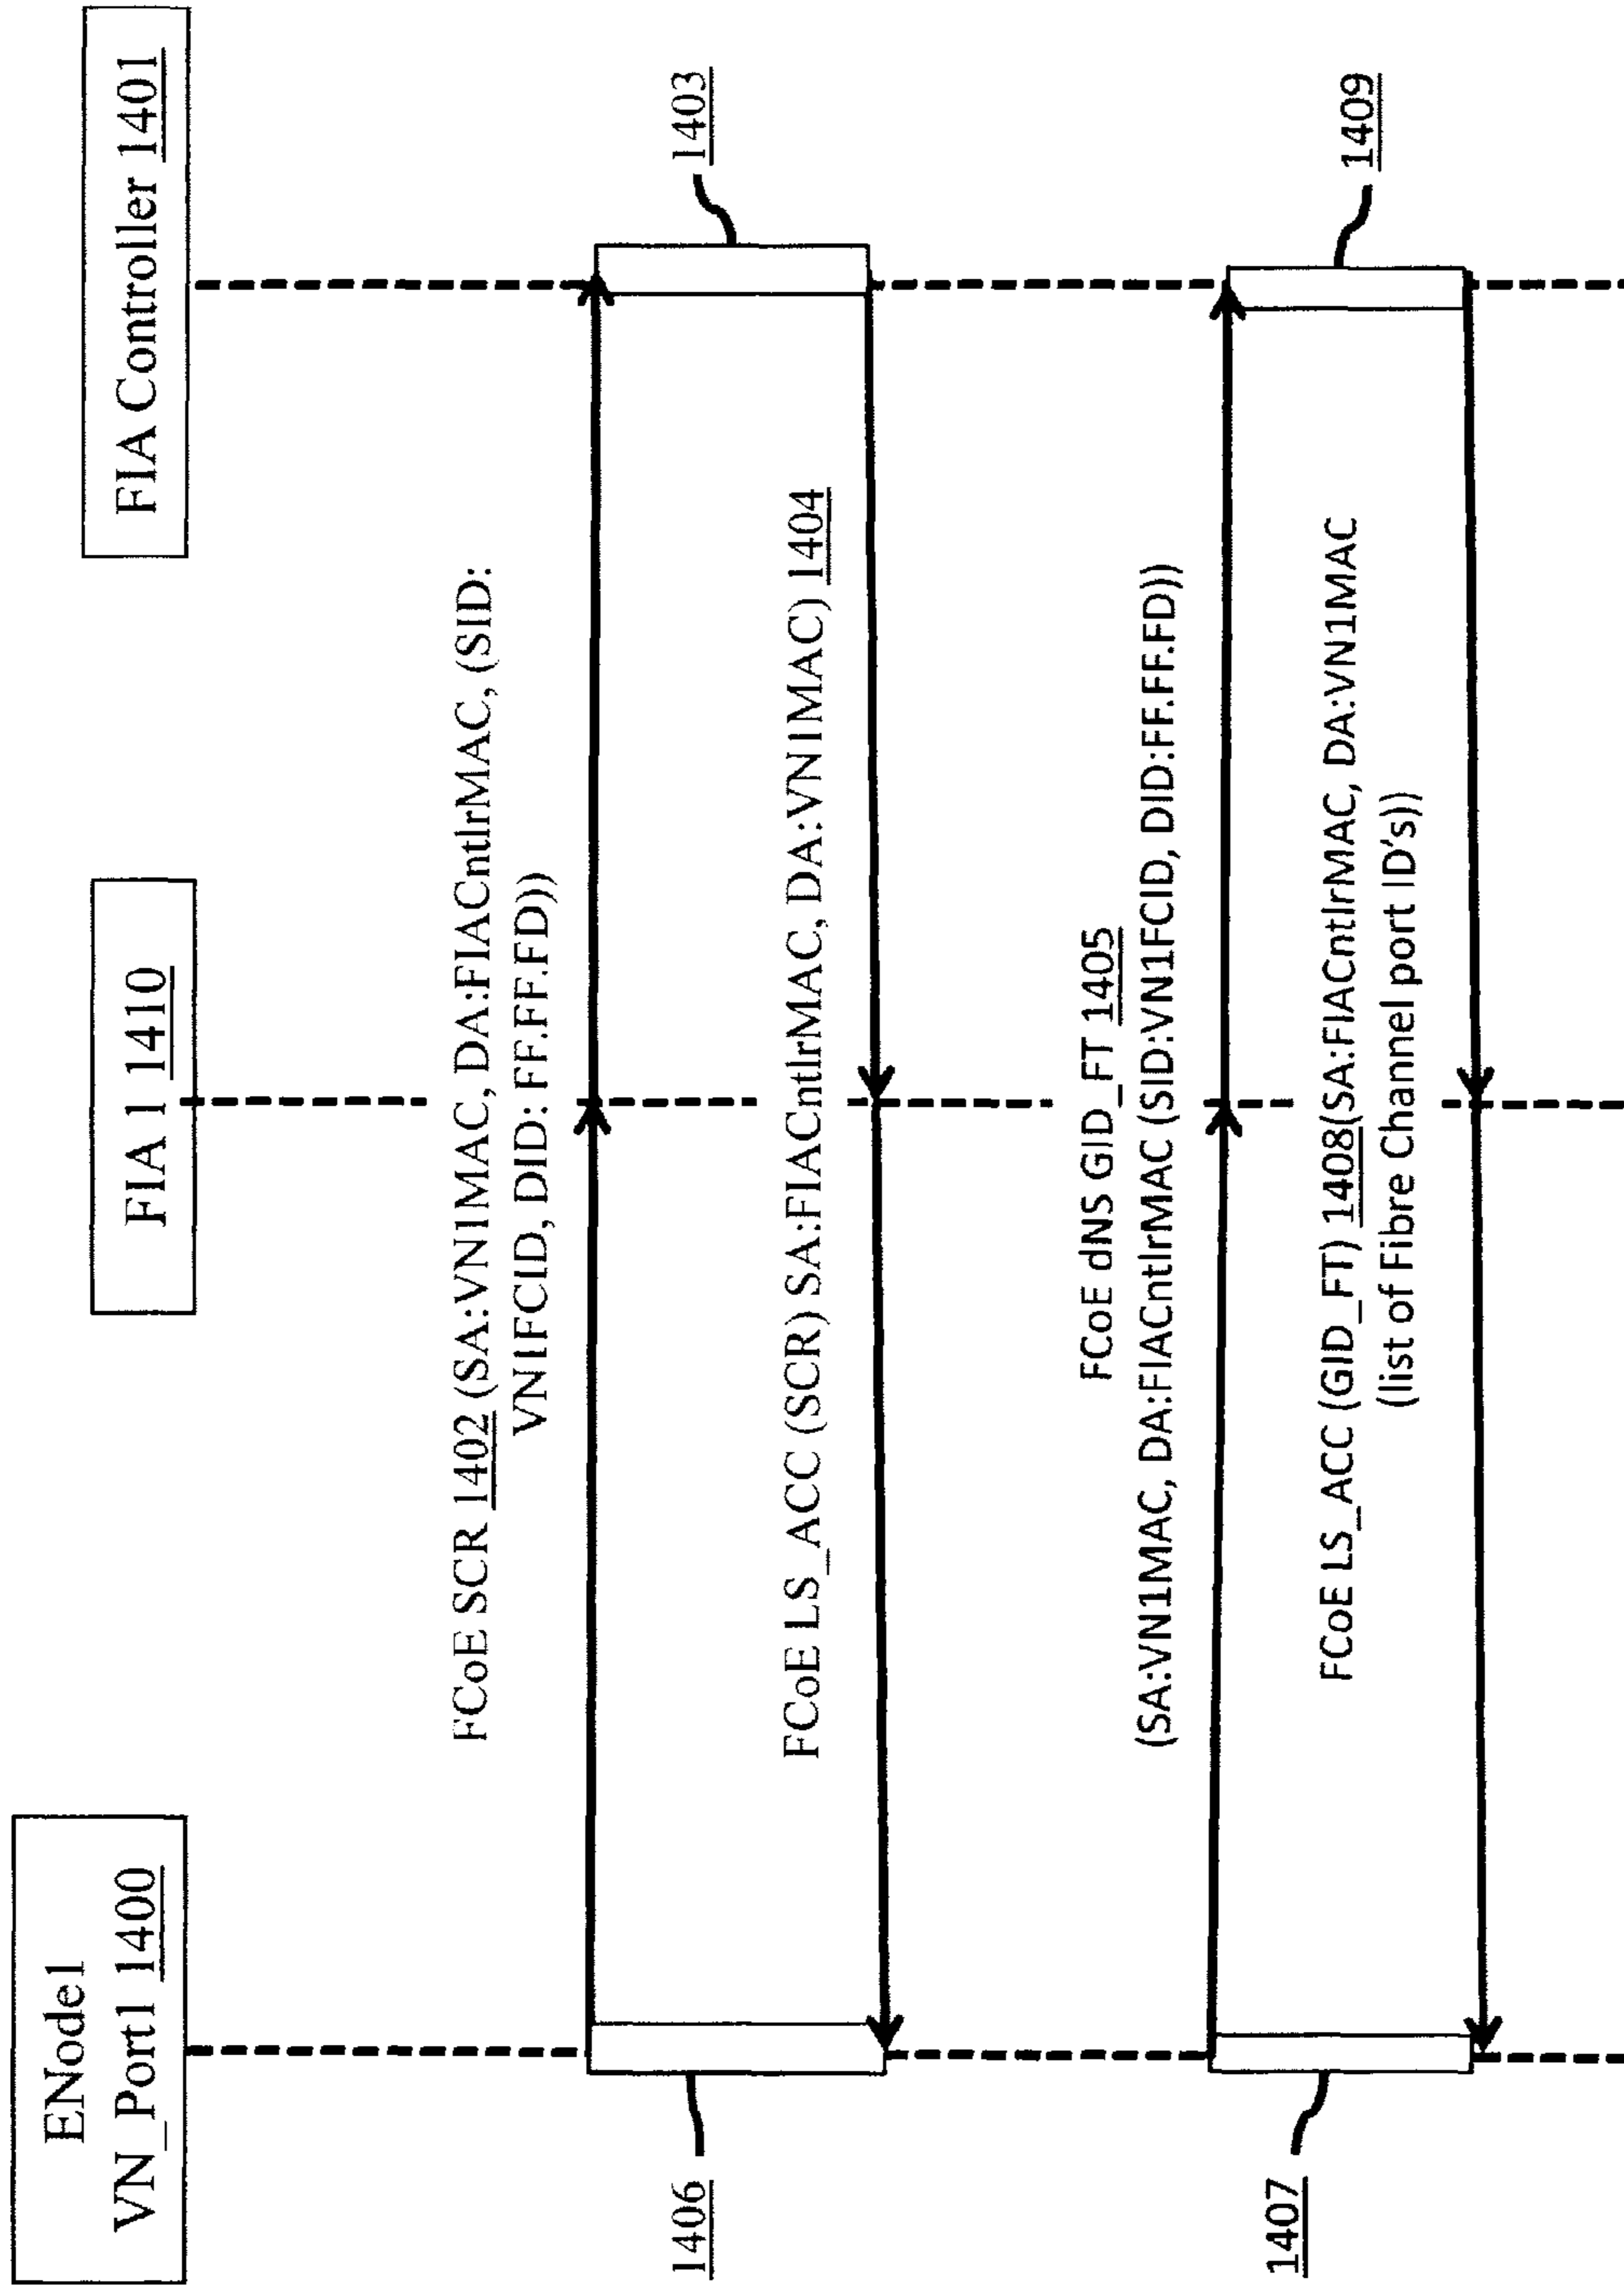 ENode1
VN_Port1 1400
FIA 1 1410
FIA Controller 1401
FCoE SCR 1402 (SA:VN1MAC, DA:FIACntlrMAC, (SID:
VN1FCID, DID: FF.FF.FD))
1406
1403
FCoE LS_ACC (SCR) SA:FIACntlrMAC, DA:VN1MAC) 1404
FCoE dNS GID_FT 1405
(SA:VN1MAC, DA:FIACntlrMAC (SID:VN1FCID, DID:FF.FF.FD))
1407
1409
FCoE LS_ACC (GID_FT) 1408(SA:FIACntlrMAC, DA:VN1MAC
(list of Fibre Channel port ID's))